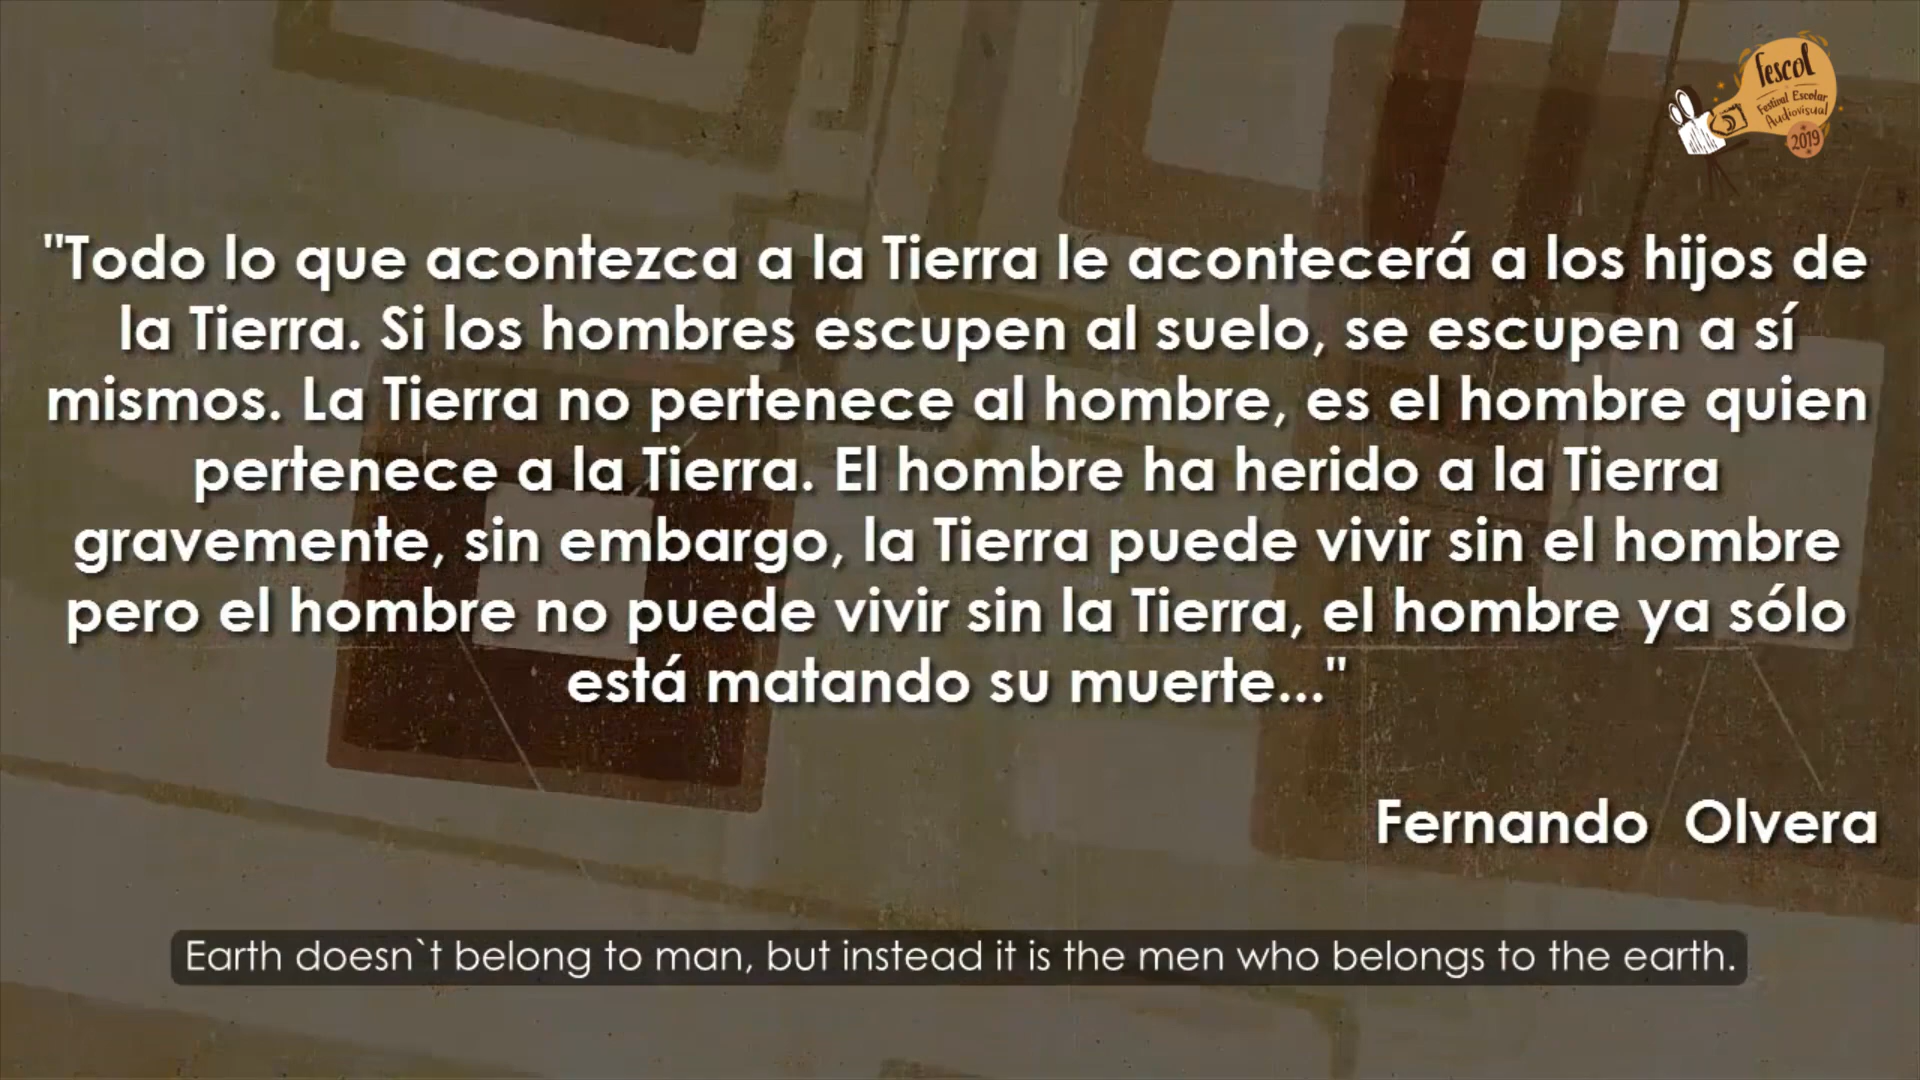 fescol
Festival Escolar
Audiovisual
2019
"Todo lo que acontezca a la Tierra le acontecerá a los hijos de
la Tierra. Si los hombres escupen al suelo, se escupen a sí
mismos. La Tierra no pertenece al hombre, es el hombre quien
pertenece a la Tierra. El hombre ha herido a la Tierra
gravemente, sin embargo, la Tierra puede vivir sin el hombre
pero el hombre no puede vivir sin la Tierra, el hombre ya sólo
está matando su muerte..."
Fernando Olvera
Earth doesn`t belong to man, but instead it is the men who belongs to the earth.